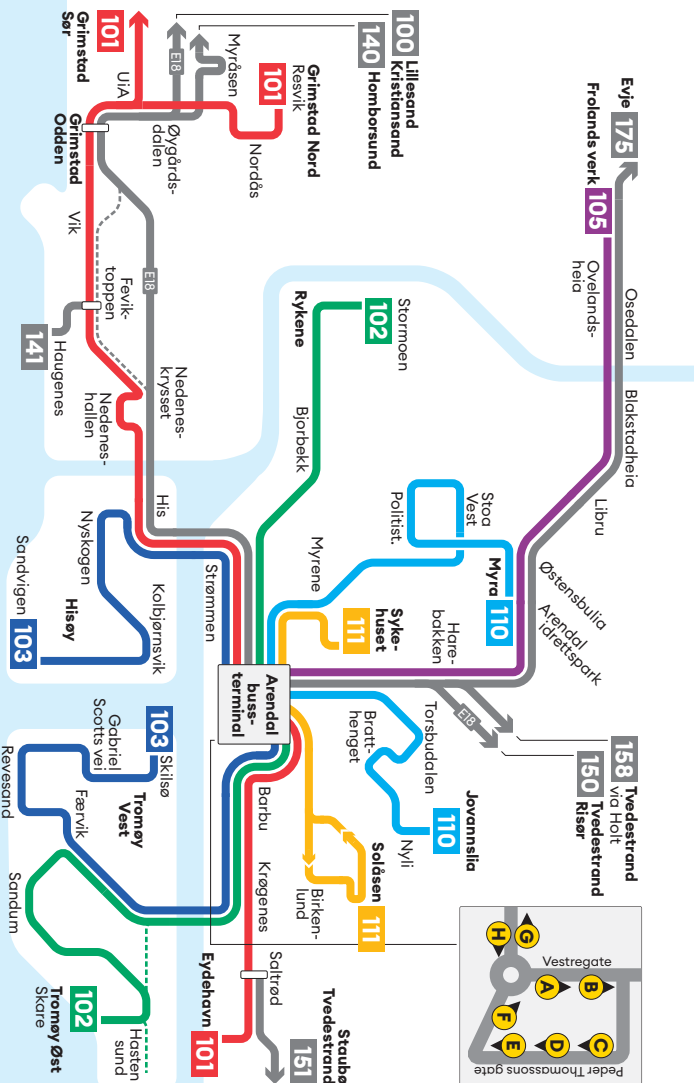 100 Lillesand
Kristiansand
140 Homborsund
Evje 175
Frolands verk 105
Grimstad
Sør
101
UiA
E18
Myråsen
101
Grimstad Nord
Resvik
Nordås
Øygårds-
dalen
Grimstad
Odden
Vik
Fevik-
toppen
141
Haugenes
E18
Nedenes-
krysset
Nedenes-
hallen
His
Strømmen
Rykene
102
Stormoen
Bjorbekk
Ovelands-
heia
Osedalen
Blakstadheia
Libru
Østensbulia
Arendal
idrettspark
Stoa
Vest
Politist.
Myrene
Myra 110
Hare-
bakken
Syke-
huset
111
Nyskogen
Kolbjørnsvik
Hisøy
Sandvigen
103
Arendal
buss-
terminal
E18
158 Tvedestrand
via Holt
150 Tvedestrand
Risør
Torsbudalen
Bratt-
henget
Jovannslia
110
Nyli
Solåsen
111
Birken-
lund
Barbu
Krøgenes
Saltrød
Eydehavn 101
Staubø
Tvedestrand
151
103
Skilsø
Gabriel
Scotts vei
Tromøy
Vest
Revesand
Færvik
Sandum
Tromøy Øst
Skare
102
Hasten
sund
Vestregate
Peder Thomassons gate
G
H
A
B
F
E
D
C